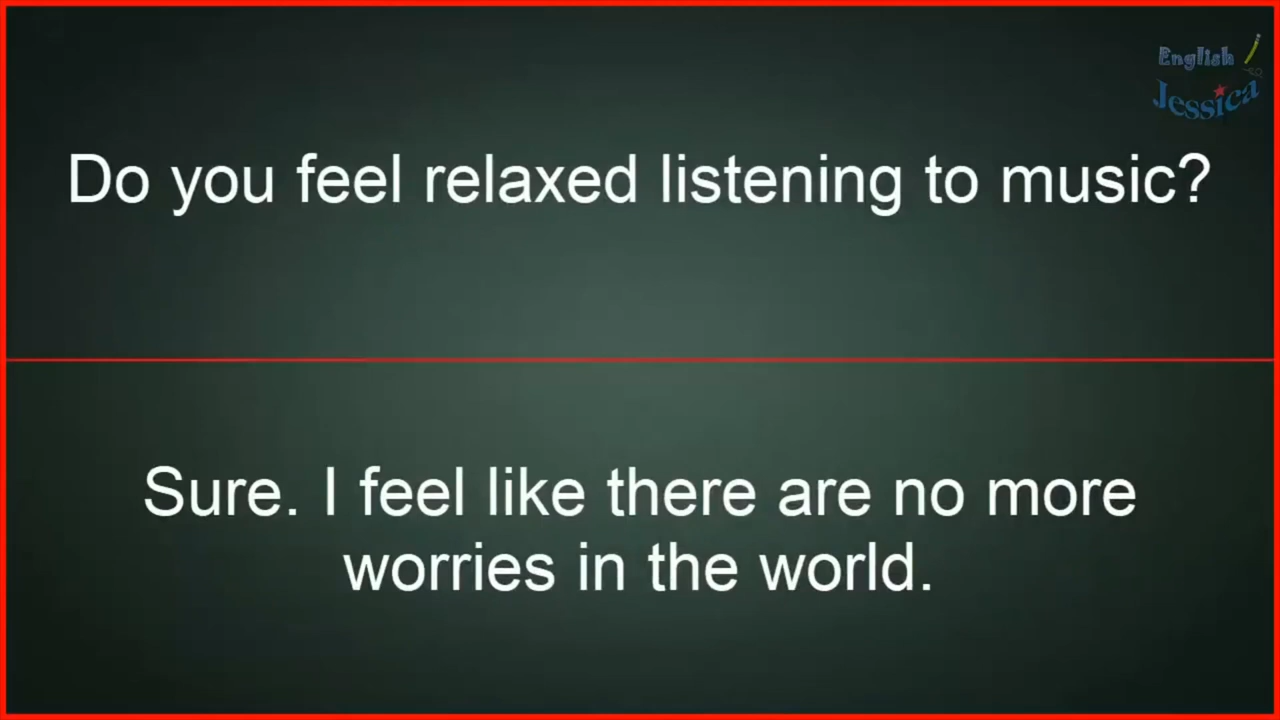 English
Jessica
Do you feel relaxed listening to music?
Sure. I feel like there are no more
worries in the world.